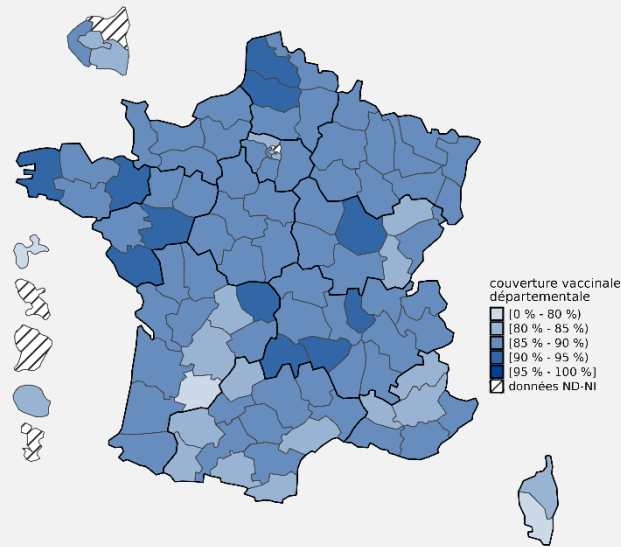 couverture vaccinale
départementale
[0 % - 80 %)
[80 % - 85 %)
[85 % - 90 %)
[90 % - 95 %)
[95 % - 100 %]
données ND-NI